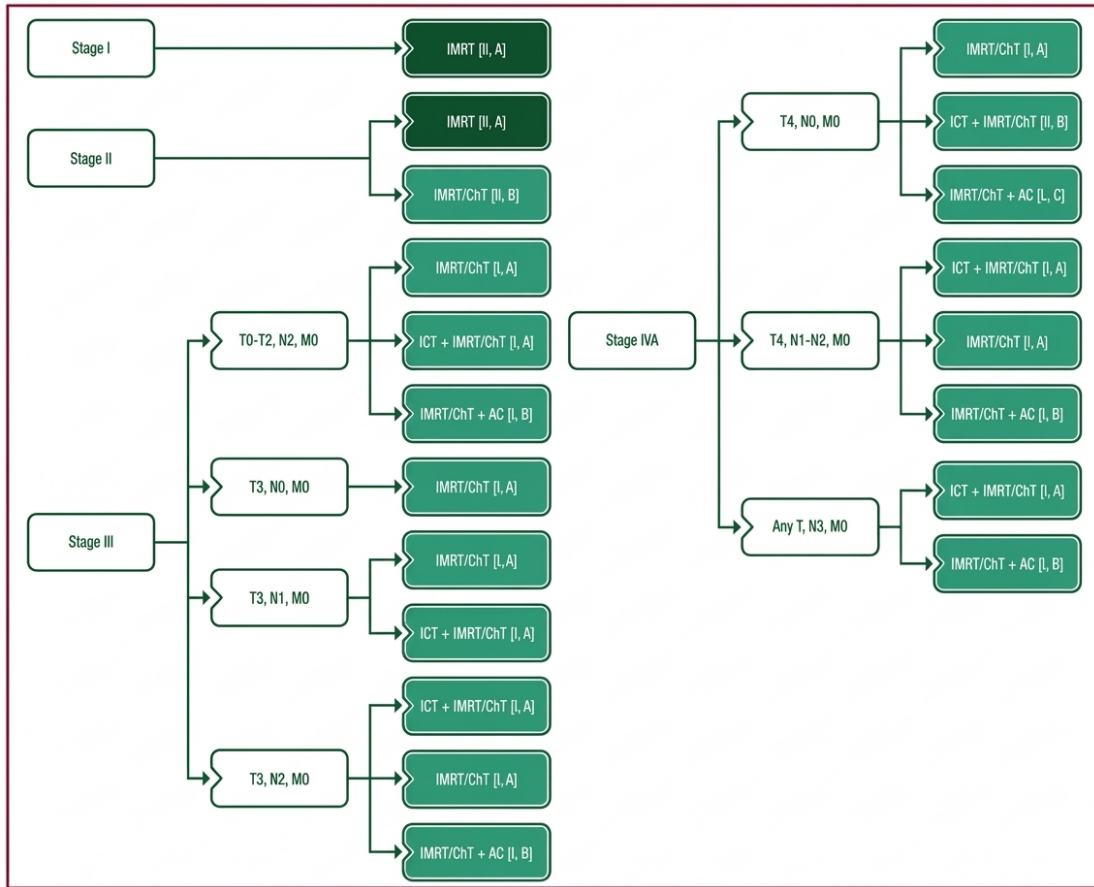 Stage I
IMRT [II, A]
Stage II
IMRT [II, A]
IMRT/ChT [II, B]
Stage III
T0-T2, N2, M0
IMRT/ChT [I, A]
ICT + IMRT/ChT [I, A]
IMRT/ChT + AC [I, B]
T3, N0, M0
IMRT/ChT [I, A]
T3, N1, M0
IMRT/ChT [I, A]
ICT + IMRT/ChT [I, A]
T3, N2, M0
ICT + IMRT/ChT [I, A]
IMRT/ChT [I, A]
IMRT/ChT + AC [I, B]
Stage IVA
T4, N0, M0
IMRT/ChT [I, A]
ICT + IMRT/ChT [II, B]
IMRT/ChT + AC [I, C]
T4, N1-N2, M0
ICT + IMRT/ChT [I, A]
IMRT/ChT [I, A]
IMRT/ChT + AC [I, B]
Any T, N3, M0
ICT + IMRT/ChT [I, A]
IMRT/ChT + AC [I, B]